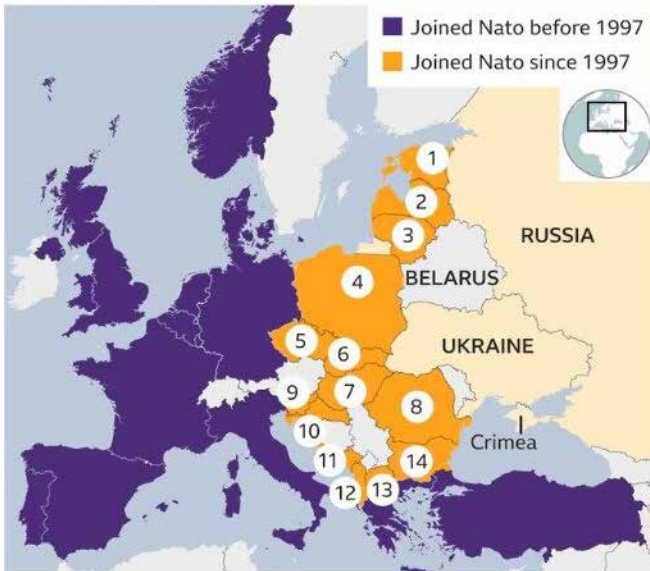 Joined Nato before 1997
Joined Nato since 1997
1
2
RUSSIA
3
4
BELARUS
5
6
UKRAINE
7
9
8
10
Crimea
11
14
12
13